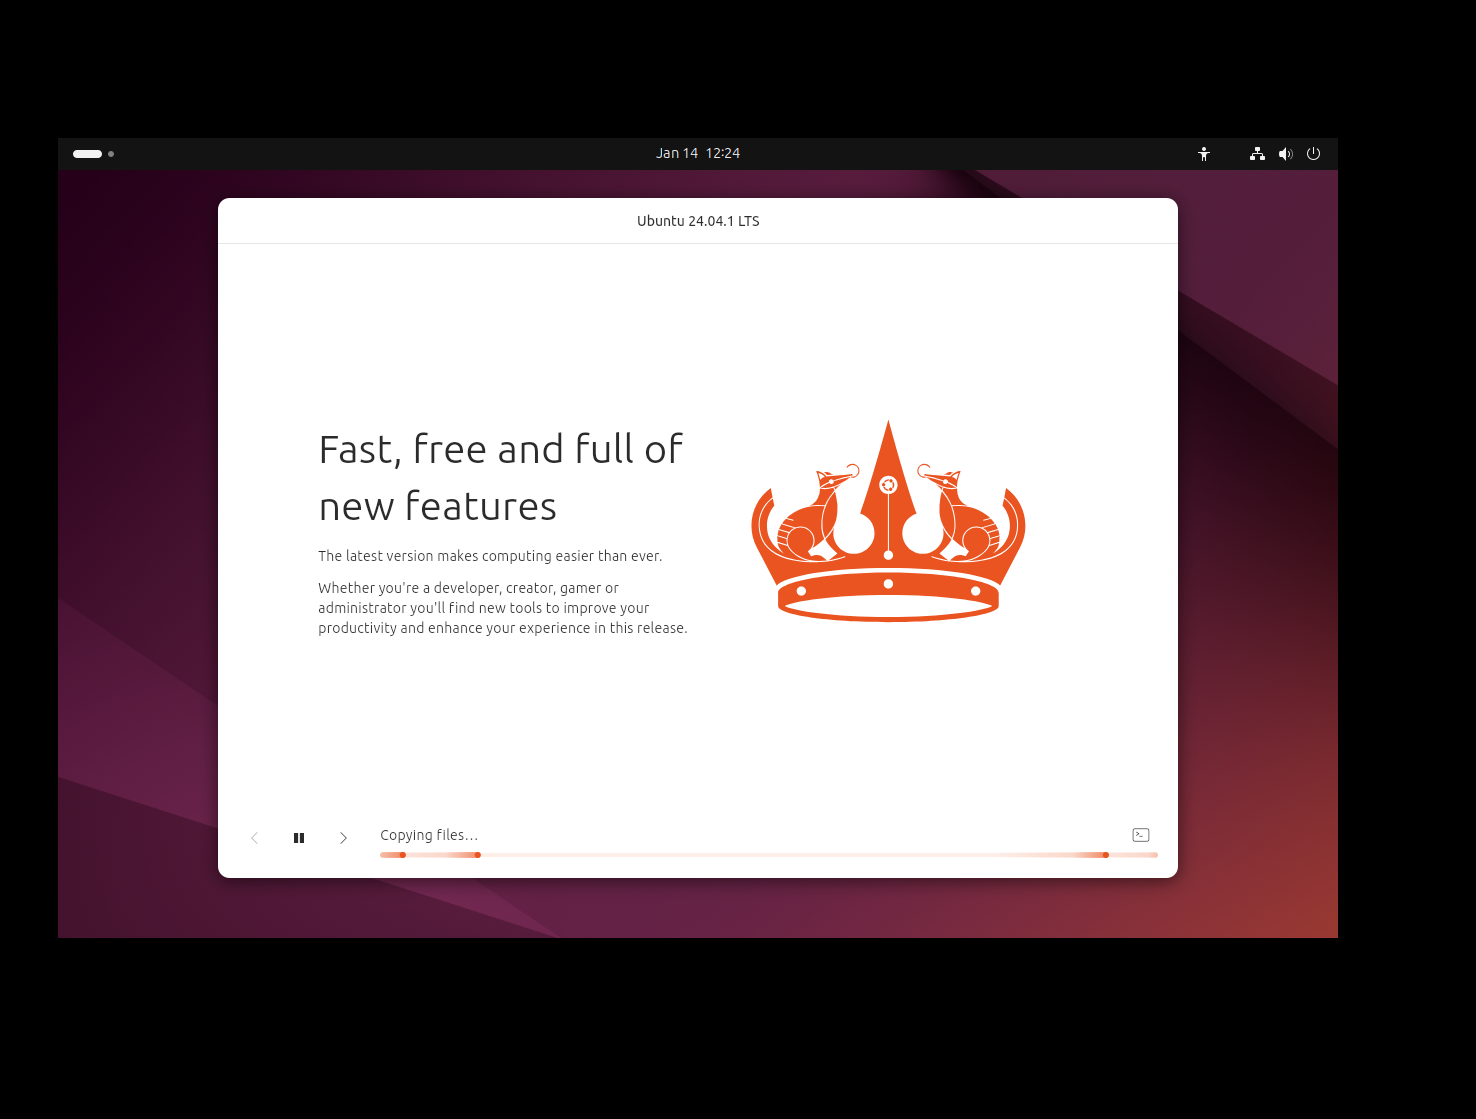 Jan 14 12:24
Ubuntu 24.04.1 LTS
Fast, free and full of
new features
The latest version makes computing easier than ever.
Whether you're a developer, creator, gamer or
administrator you'll find new tools to improve your
productivity and enhance your experience in this release.
Copying files...